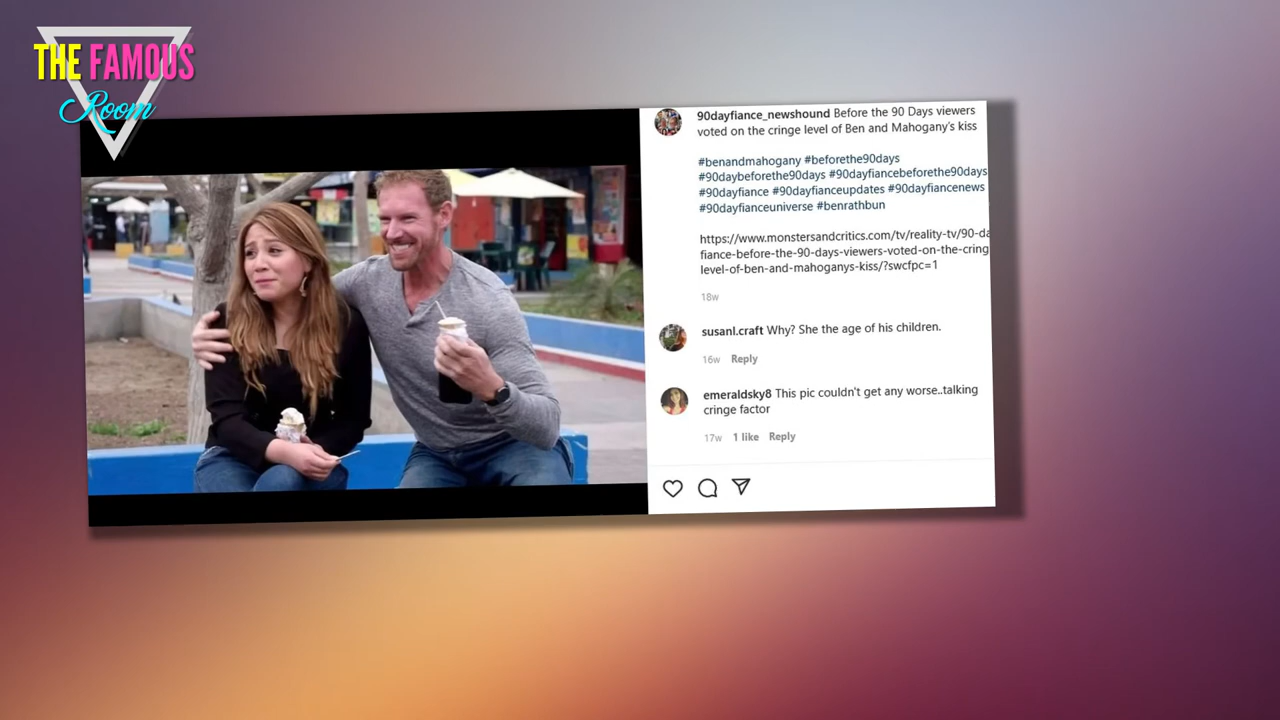 THE FAMOUS
Room
90dayfiance_newshound Before the 90 Days viewers
voted on the cringe level of Ben and Mahogany's kiss
#benandmahogany #beforethe90days
#90daybeforethe90days #90dayfiancebeforethe90days
#90dayfiance #90dayfianceupdates #90dayfiancenews
#90dayfianceuniverse #benrathbun
https://www.monstersandcritics.com/tv/reality-tv/90-da
fiance-before-the-90-days-viewers-voted-on-the-cring
level-of-ben-and-mahoganys-kiss/?swcfpc=1
18w
susanl.craft Why? She the age of his children.
16w Reply
emeraldsky8 This pic couldn't get any worse..talking
cringe factor
17w 1 like Reply